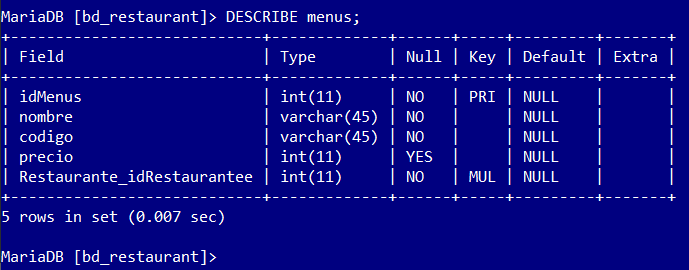 MariaDB [bd_restaurant]> DESCRIBE menus;
+--------------------------+-------------+------+-----+---------+-------+
| Field                    | Type        | Null | Key | Default | Extra |
+--------------------------+-------------+------+-----+---------+-------+
| idMenus                  | int(11)     | NO   | PRI | NULL    |       |
| nombre                   | varchar(45) | NO   |     | NULL    |       |
| codigo                   | varchar(45) | NO   |     | NULL    |       |
| precio                   | int(11)     | YES  |     | NULL    |       |
| Restaurante_idRestaurantee | int(11)     | NO   | MUL | NULL    |       |
+--------------------------+-------------+------+-----+---------+-------+
5 rows in set (0.007 sec)
MariaDB [bd_restaurant]>